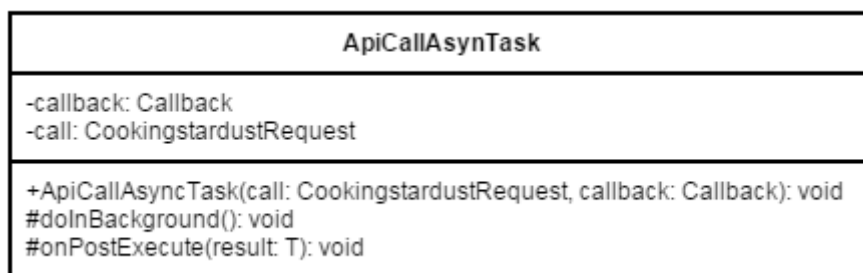 ApiCallAsynTask
-callback: Callback
-call: CookingstardustRequest
+ApiCallAsyncTask(call: CookingstardustRequest, callback: Callback): void
#doInBackground(): void
#onPostExecute(result: T): void